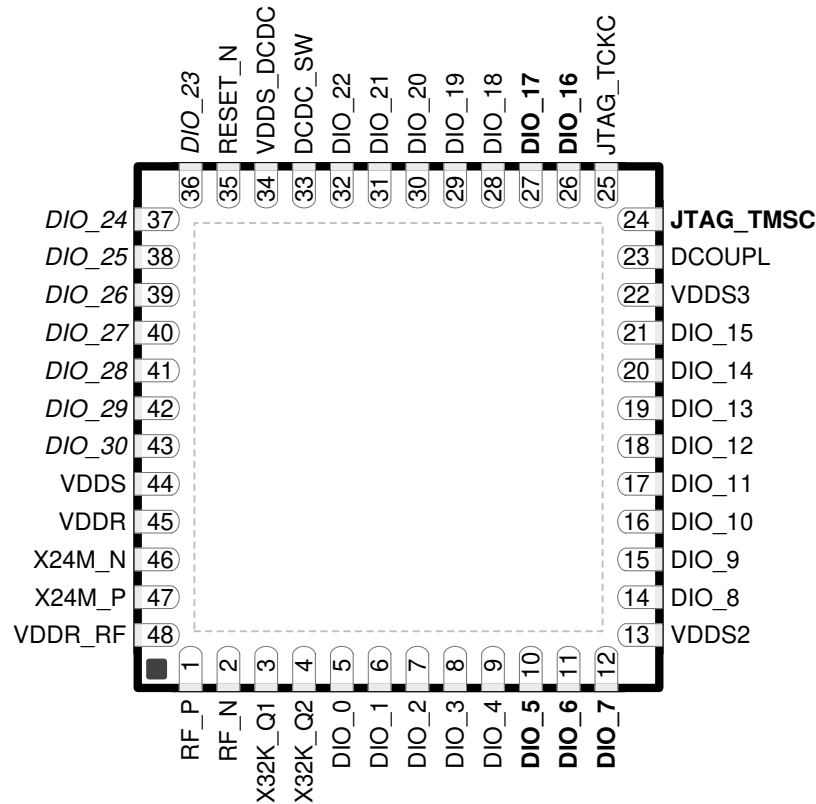 DIO_23
RESET_N
VDDS_DCDC
DCDC_SW
DIO_22
DIO_21
DIO_20
DIO_19
DIO_18
DIO_17
DIO_16
JTAG_TCKC
36
35
34
33
32
31
30
29
28
27
26
25
DIO_24 37
DIO_25 38
DIO_26 39
DIO_27 40
DIO_28 41
DIO_29 42
DIO_30 43
VDDS 44
VDDR 45
X24M_N 46
X24M_P 47
VDDR_RF 48
24 JTAG_TMSC
23 DCOUPL
22 VDDS3
21 DIO_15
20 DIO_14
19 DIO_13
18 DIO_12
17 DIO_11
16 DIO_10
15 DIO_9
14 DIO_8
13 VDDS2
1
2
3
4
5
6
7
8
9
10
11
12
RF_P
RF_N
X32K_Q1
X32K_Q2
DIO_0
DIO_1
DIO_2
DIO_3
DIO_4
DIO_5
DIO_6
DIO_7